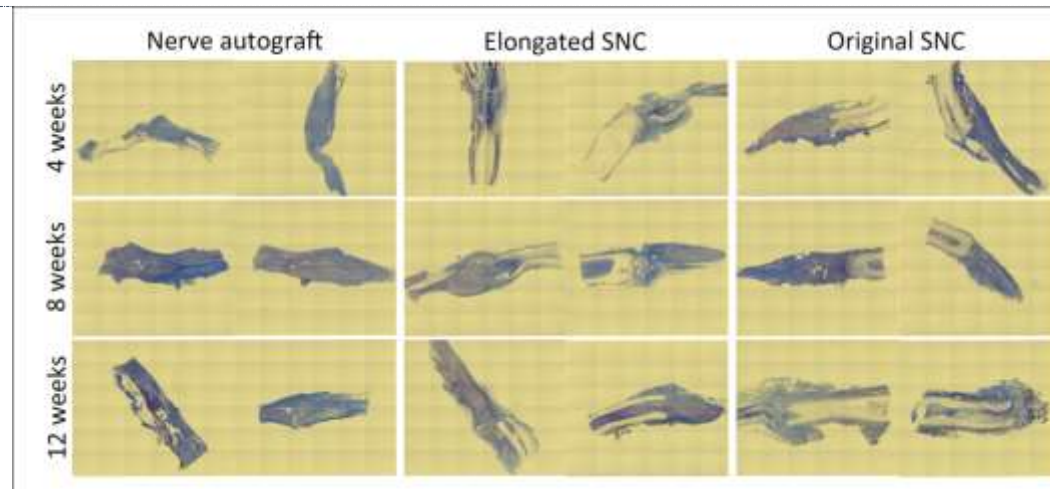 Nerve autograft
Elongated SNC
Original SNC
4 weeks
8 weeks
12 weeks